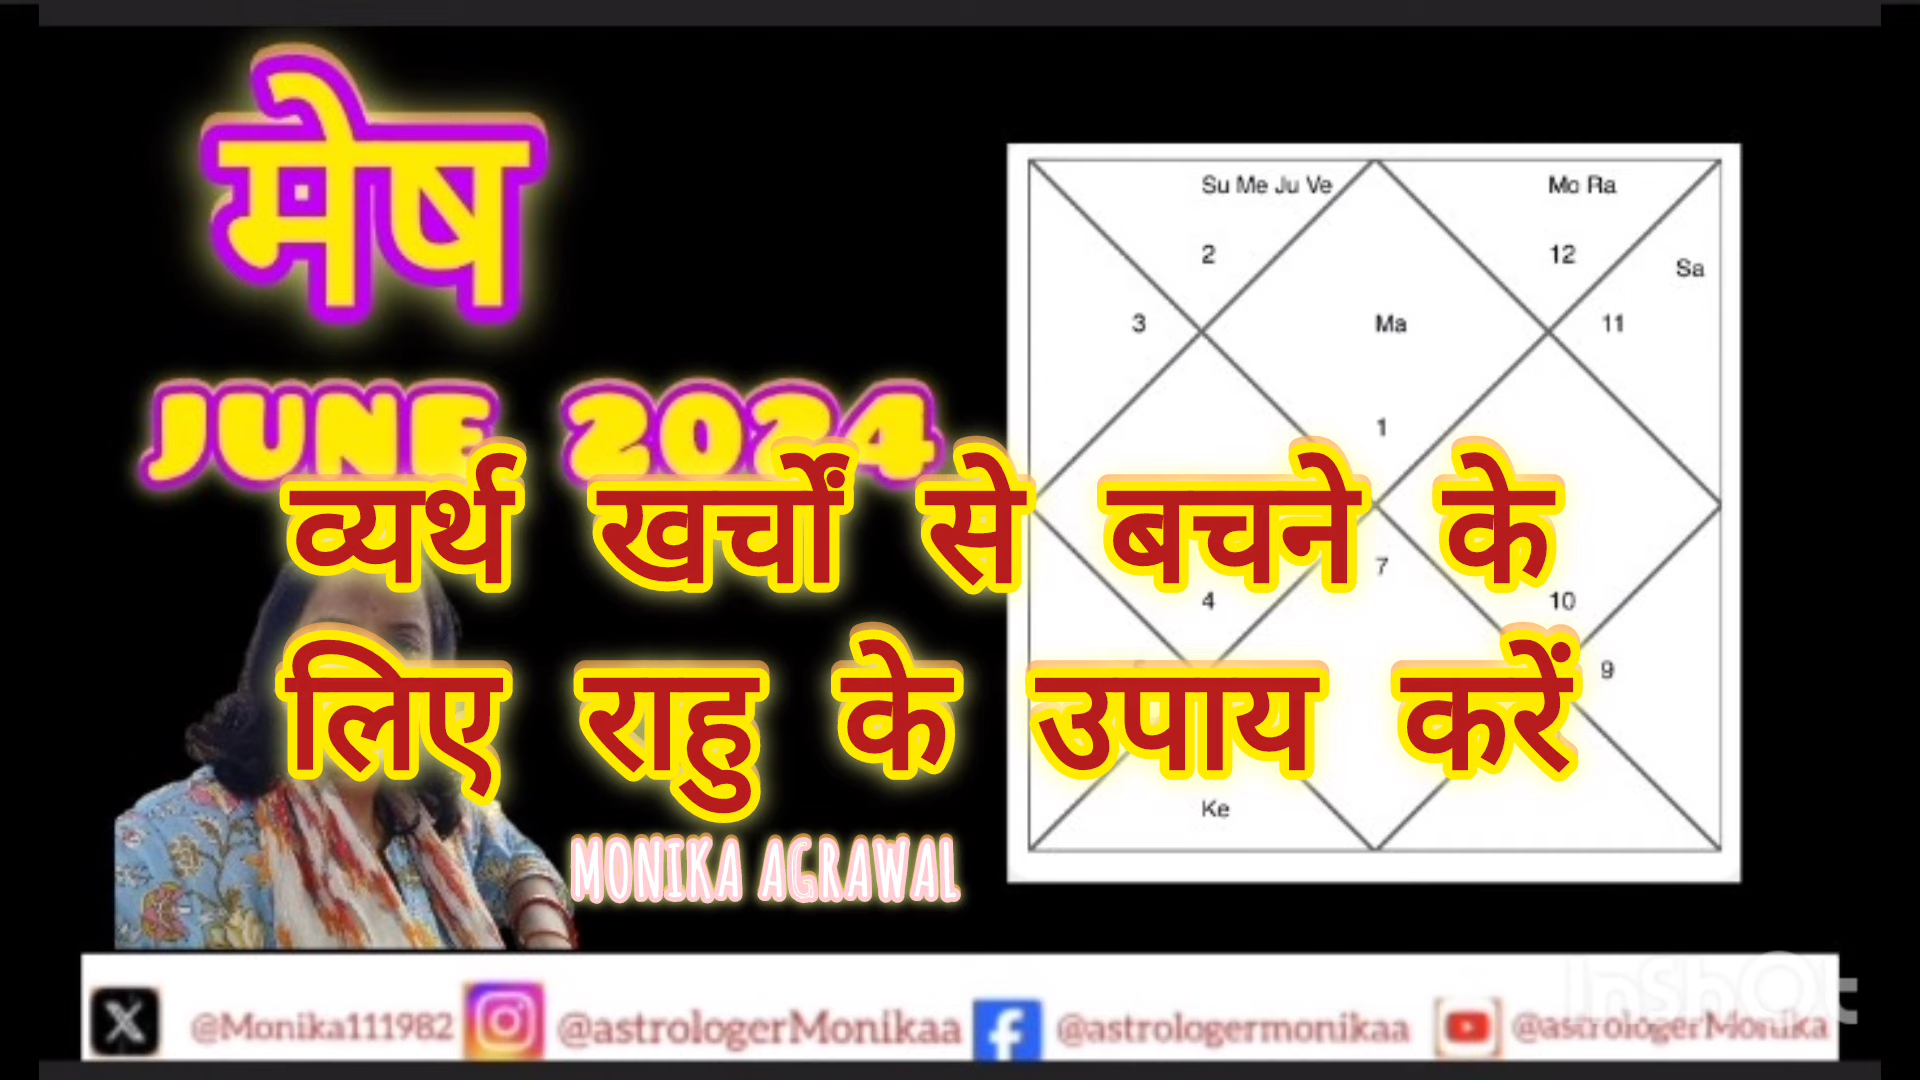 मेष
JUNE 2024
व्यर्थ खर्चों से बचने के
लिए राहु के उपाय करें
MONIKA AGRAWAL
Su Me Ju Ve
Mo Ra
2
12
Sa
3
Ma
11
1
7
4
10
9
Ke
@Monika111982 @astrologerMonikaa @astrologermonikaa @astrologerMonika
InShOt